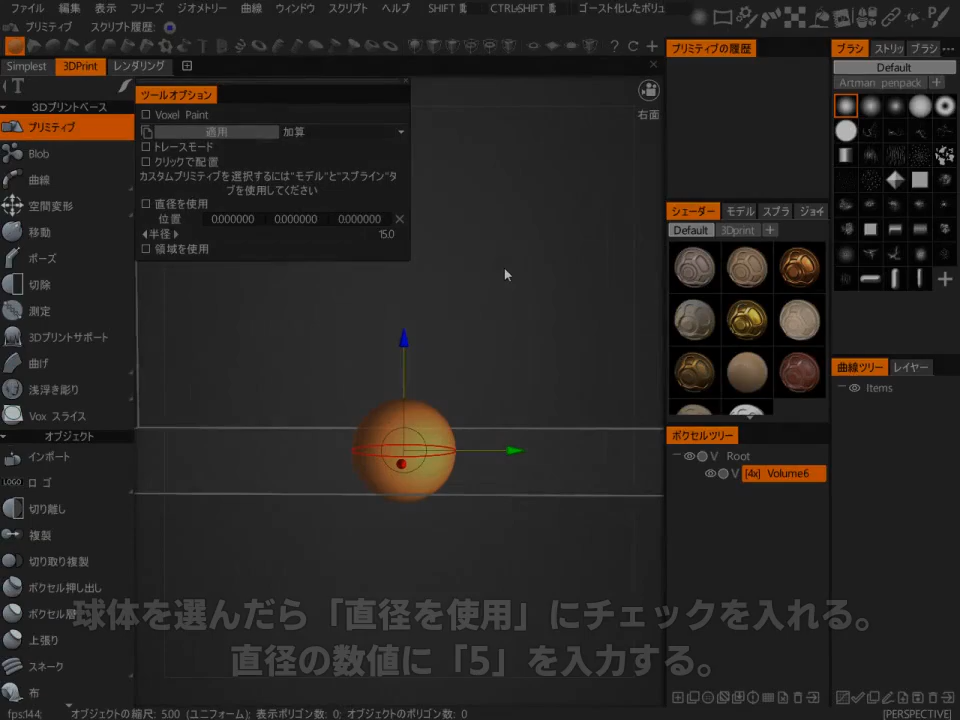 ファイル 編集 表示 フリーズ ジオメトリー 曲線 ウィンドウ スクリプト ヘルプ SHIFT 亀 CTRL&SHIFT 亀 ゴースト化したボリュ
プリミティブ スクリプト履歴:
Simplest 3DPrint レンダリング
3Dプリントベース
プリミティブ
Blob
曲線
空間変形
移動
ポーズ
切除
測定
3Dプリントサポート
曲げ
浅浮き彫り
Vox スライス
オブジェクト
インポート
LOGO ロゴ
切り離し
複製
切り取り複製
ボクセル押し出し
ボクセル層
上張り
スネーク
布
ツールオプション
Voxel Paint
適用 加算
トレースモード
クリックで配置
カスタムプリミティブを選択するには"モデル"と"スプライン"タ
ブを使用してください
直径を使用
位置 0.000000 0.000000 0.000000
半径 15.0
領域を使用
右面
プリミティブの履歴
シェーダー モデル スプラ ジョイ
Default 3Dprint
ボクセルツリー
V Root
V [4x] Volume6
ブラシ ストリッ ブラシ
Default
Artman penpack
曲線ツリー レイヤー
Items
球体を選んだら「直径を使用」にチェックを入れる。
直径の数値に「5」を入力する。
fps:144; オブジェクトの縮尺: 5.00 (ユニフォーム); 表示ポリゴン数: 0; オブジェクトのポリゴン数: 0
[PERSPECTIVE]